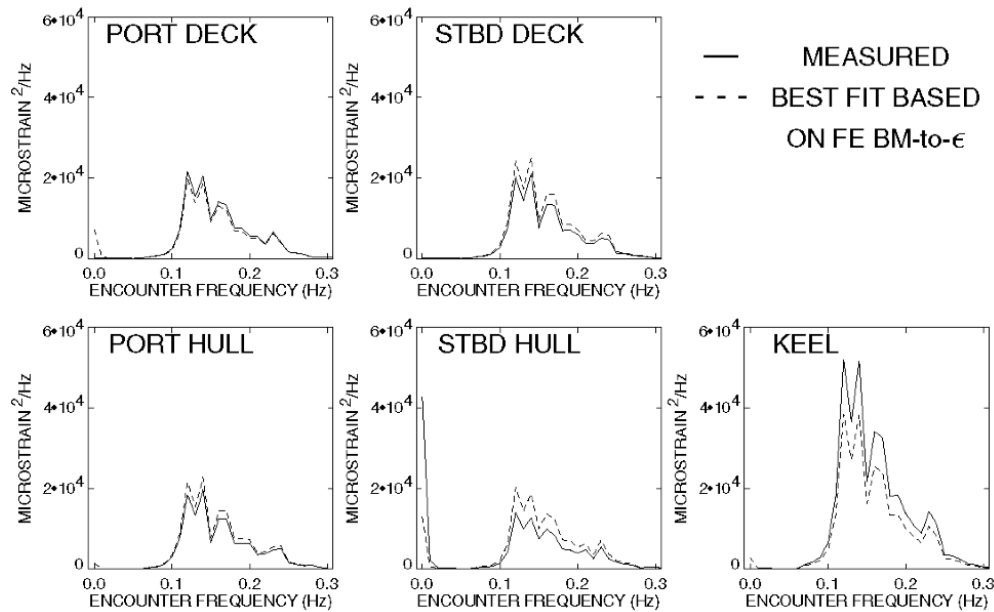 PORT DECK
MICROSTRAIN ²/Hz
6•10⁴
4•10⁴
2•10⁴
0
0.0 0.1 0.2 0.3
ENCOUNTER FREQUENCY (Hz)
STBD DECK
MICROSTRAIN ²/Hz
6•10⁴
4•10⁴
2•10⁴
0
0.0 0.1 0.2 0.3
ENCOUNTER FREQUENCY (Hz)
MEASURED
BEST FIT BASED
ON FE BM-to-ϵ
PORT HULL
MICROSTRAIN ²/Hz
6•10⁴
4•10⁴
2•10⁴
0
0.0 0.1 0.2 0.3
ENCOUNTER FREQUENCY (Hz)
STBD HULL
MICROSTRAIN ²/Hz
6•10⁴
4•10⁴
2•10⁴
0
0.0 0.1 0.2 0.3
ENCOUNTER FREQUENCY (Hz)
KEEL
MICROSTRAIN ²/Hz
6•10⁴
4•10⁴
2•10⁴
0
0.0 0.1 0.2 0.3
ENCOUNTER FREQUENCY (Hz)